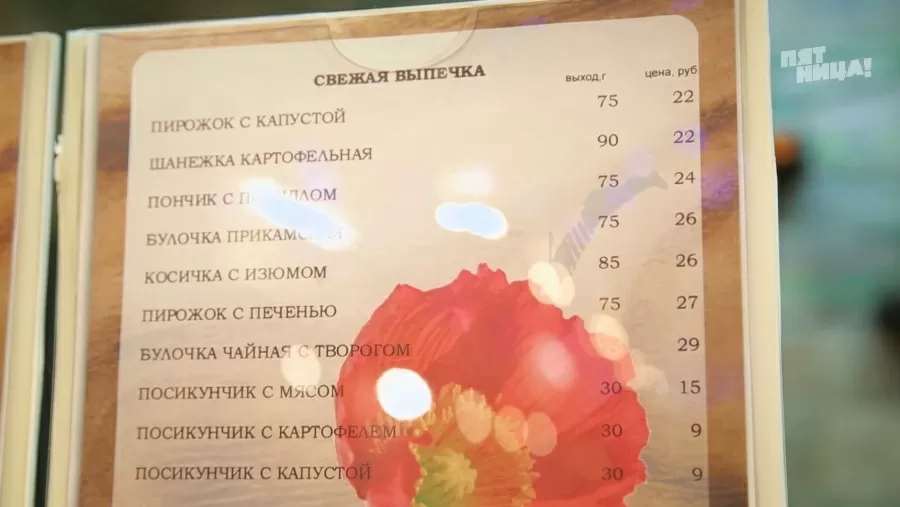 ПЯТ
НИЦА!
СВЕЖАЯ ВЫПЕЧКА выход,г цена, руб
ПИРОЖОК С КАПУСТОЙ 75 22
ШАНЕЖКА КАРТОФЕЛЬНАЯ 90 22
ПОНЧИК С 75 24
БУЛОЧКА 75 26
КОСИЧКА С ИЗЮМОМ 85 26
ПИРОЖОК С ПЕЧЕНЬЮ 75 27
БУЛОЧКА ЧАЙНАЯ С ТВОРОГОМ 29
ПОСИКУНЧИК С МЯСОМ 30 15
ПОСИКУНЧИК С КАРТОФЕЛЕМ 30 9
ПОСИКУНЧИК С КАПУСТОЙ 30 9